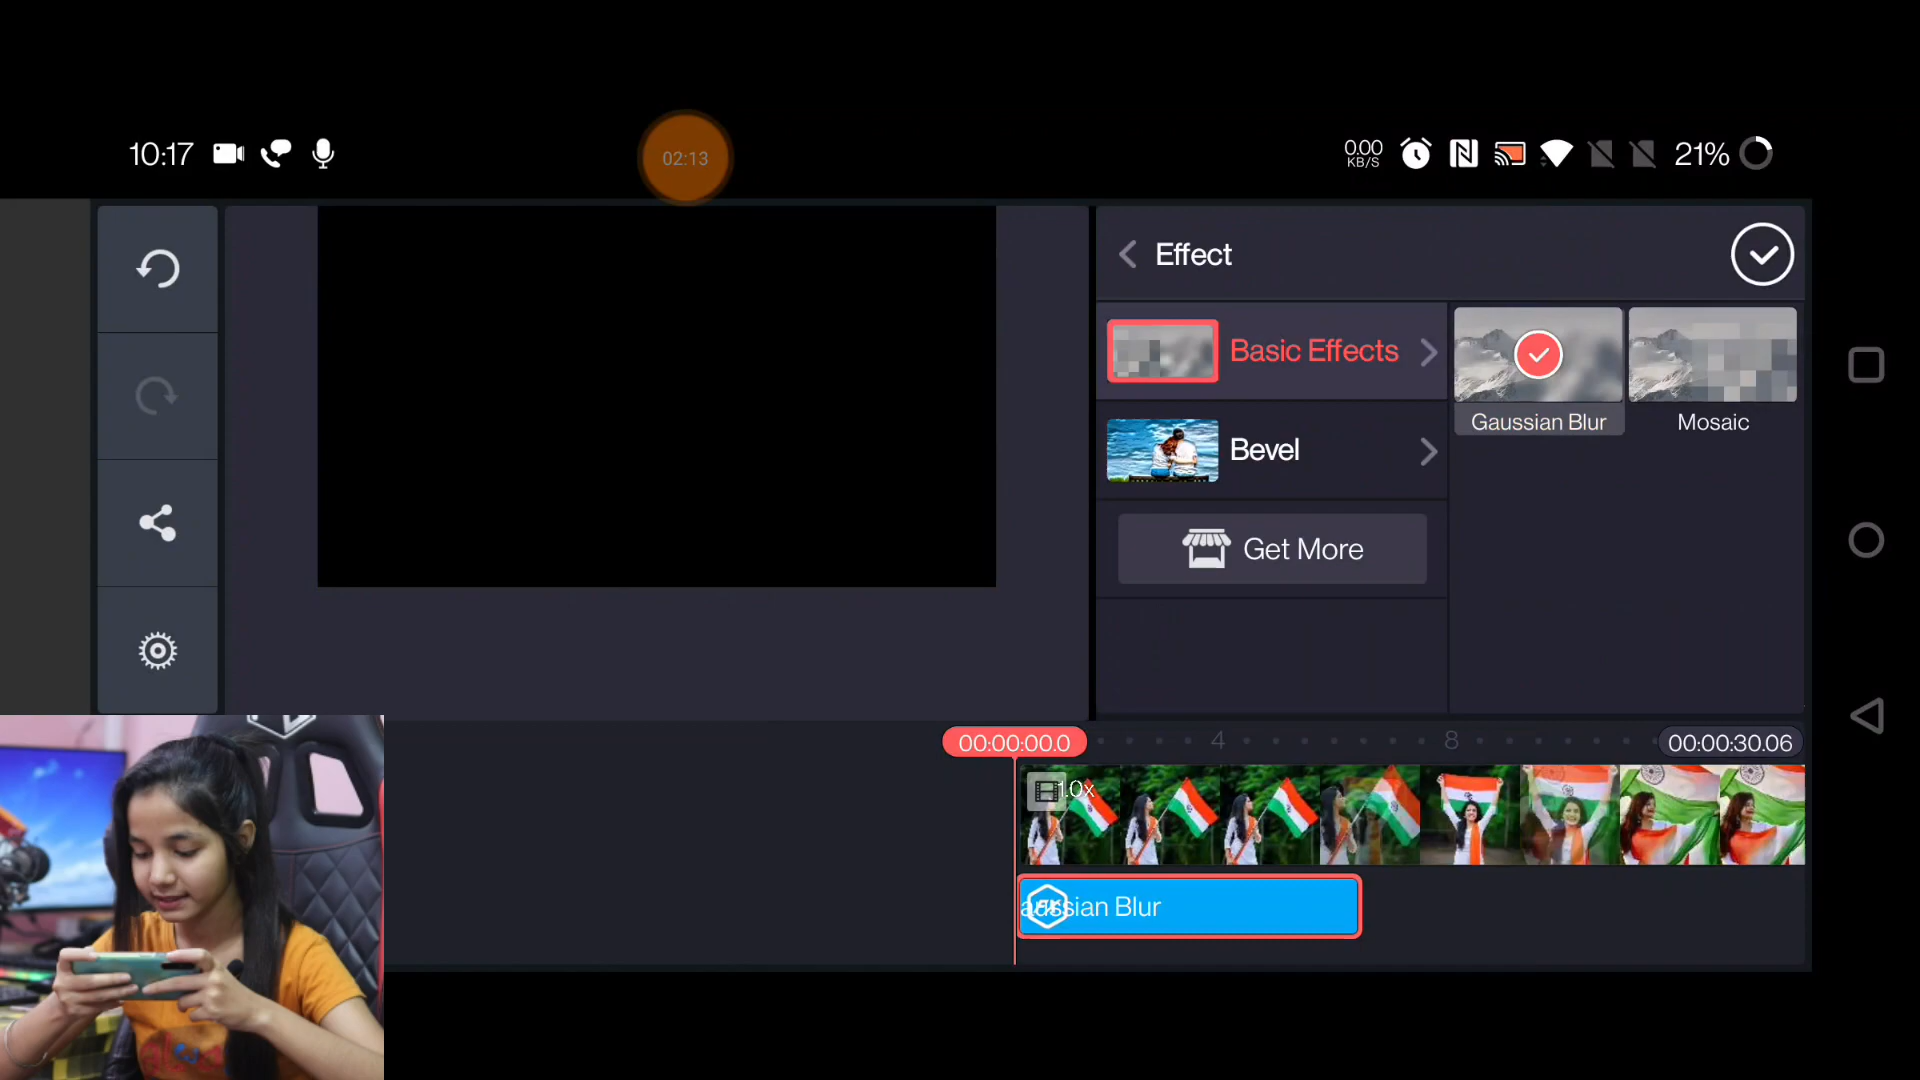 10:17
02:13
0.00
KB/S
21%
Effect
Basic Effects
Gaussian Blur
Mosaic
Bevel
Get More
00:00:00.0
4
8
00:00:30.06
1.0x
aussian Blur